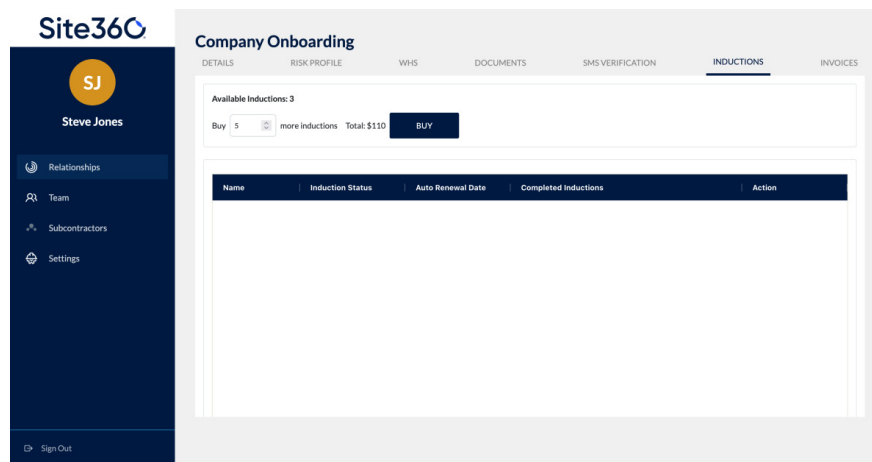 Site360
SJ
Steve Jones
Relationships
Team
Subcontractors
Settings
Sign Out
Company Onboarding
DETAILS RISK PROFILE WHS DOCUMENTS SMS VERIFICATION INDUCTIONS INVOICES
Available Inductions: 3
Buy 5 more inductions Total: $110 BUY
Name Induction Status Auto Renewal Date Completed Inductions Action